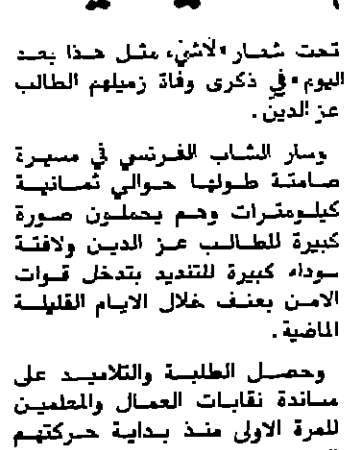 تحت شعار «لاشيء مثل هذا بعد
اليوم» في ذكرى وفاة زميلهم الطالب
عز الدين.
وسار الشاب الفرنسي في مسيرة
صامتة طولها حوالي ثمانية
كيلومترات وهم يحملون صورة
كبيرة للطالب عز الدين ولافتة
سوداء كبيرة للتنديد بتدخل قوات
الامن بعنف خلال الايام القليلة
الماضية.
وحصل الطلبة والتلاميد على
مساندة نقابات العمال والمعلمين
للمرة الاولى منذ بداية حركتهم